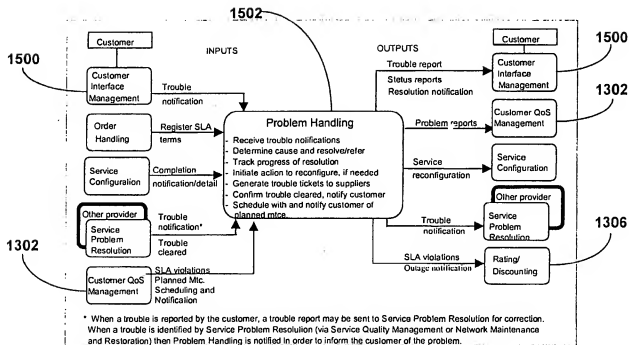 1502
Customer
INPUTS
OUTPUTS
Customer
1500
Customer
Interface
Management
Trouble
notification
Trouble report
Status reports
Resolution notification
Customer
Interface
Management
1500
Order
Handling
Register SLA
terms
Problem Handling
- Receive trouble notifications
- Determine cause and resolve/refer
- Track progress of resolution
- Initiate action to reconfigure, if needed
- Generate trouble tickets to suppliers
- Confirm trouble cleared, notify customer
- Schedule with and notify customer of
planned mtce.
Problem reports
Customer QoS
Management
1302
Service
Configuration
Completion
notification/detail
Service
reconfiguration
Service
Configuration
Other provider
Service
Problem
Resolution
Trouble
notification*
Trouble
cleared
Trouble
notification
Other provider
Service
Problem
Resolution
1302
Customer QoS
Management
SLA violations
Planned Mtc.
Scheduling and
Notification
SLA violations
Outage notification
Rating/
Discounting
1306
* When a trouble is reported by the customer, a trouble report may be sent to Service Problem Resolution for correction.
When a trouble is identified by Service Problem Resolution (via Service Quality Management or Network Maintenance
and Restoration) then Problem Handling is notified in order to inform the customer of the problem.